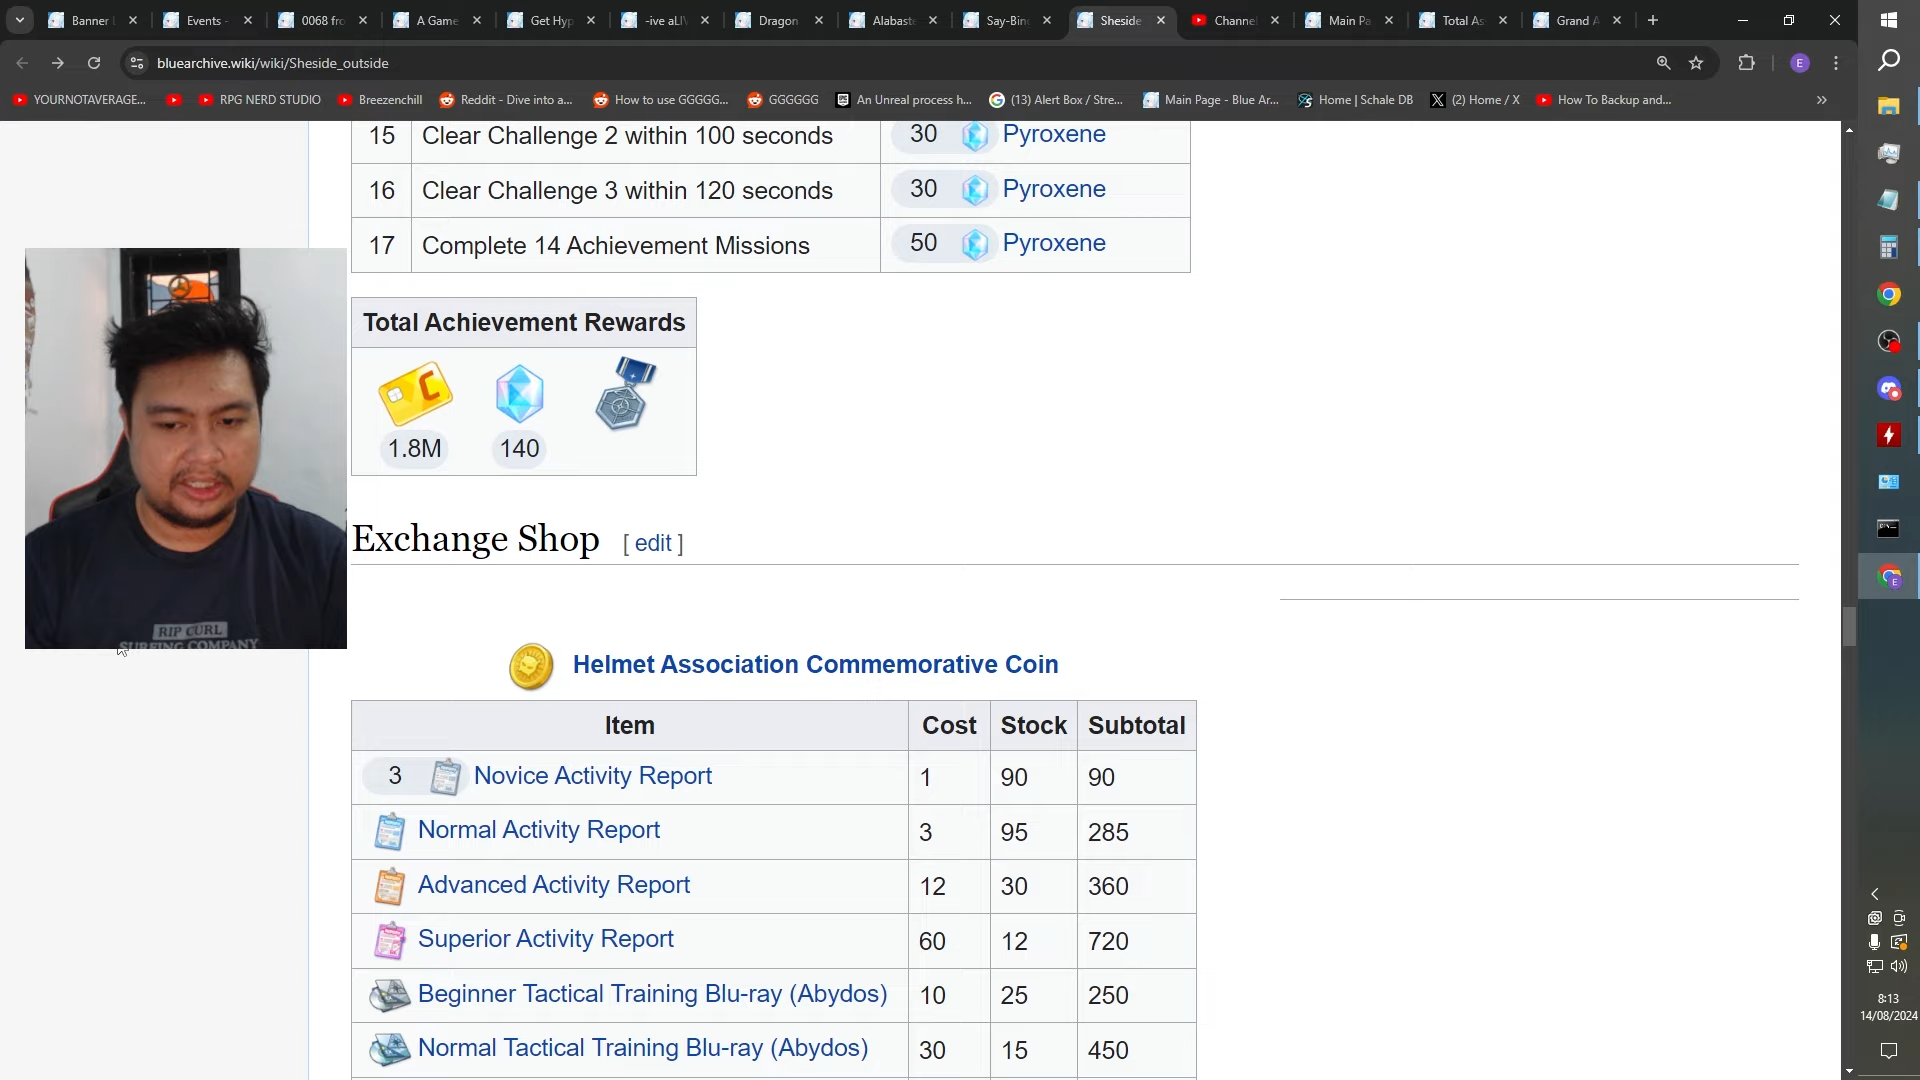 Banner
Events -
0068 fro
A Game
Get Hyp
-ive aLIV
Dragon
Alabast
Say-Bin
Sheside
Channe
Main Pa
Total As
Grand A
bluearchive.wiki/wiki/Sheside_outside
E
YOURNOTAVERAGE...
RPG NERD STUDIO
Breezenchill
Reddit - Dive into a...
How to use GGGGG...
GGGGGG
An Unreal process h...
(13) Alert Box / Stre...
Main Page - Blue Ar...
Home | Schale DB
(2) Home / X
How To Backup and...
15 Clear Challenge 2 within 100 seconds 30 Pyroxene
16 Clear Challenge 3 within 120 seconds 30 Pyroxene
17 Complete 14 Achievement Missions 50 Pyroxene
Total Achievement Rewards
1.8M 140
RIP CURL
SURFING COMPANY
Exchange Shop [ edit ]
Helmet Association Commemorative Coin
Item Cost Stock Subtotal
3 Novice Activity Report 1 90 90
Normal Activity Report 3 95 285
Advanced Activity Report 12 30 360
Superior Activity Report 60 12 720
Beginner Tactical Training Blu-ray (Abydos) 10 25 250
Normal Tactical Training Blu-ray (Abydos) 30 15 450
8:13
14/08/2024